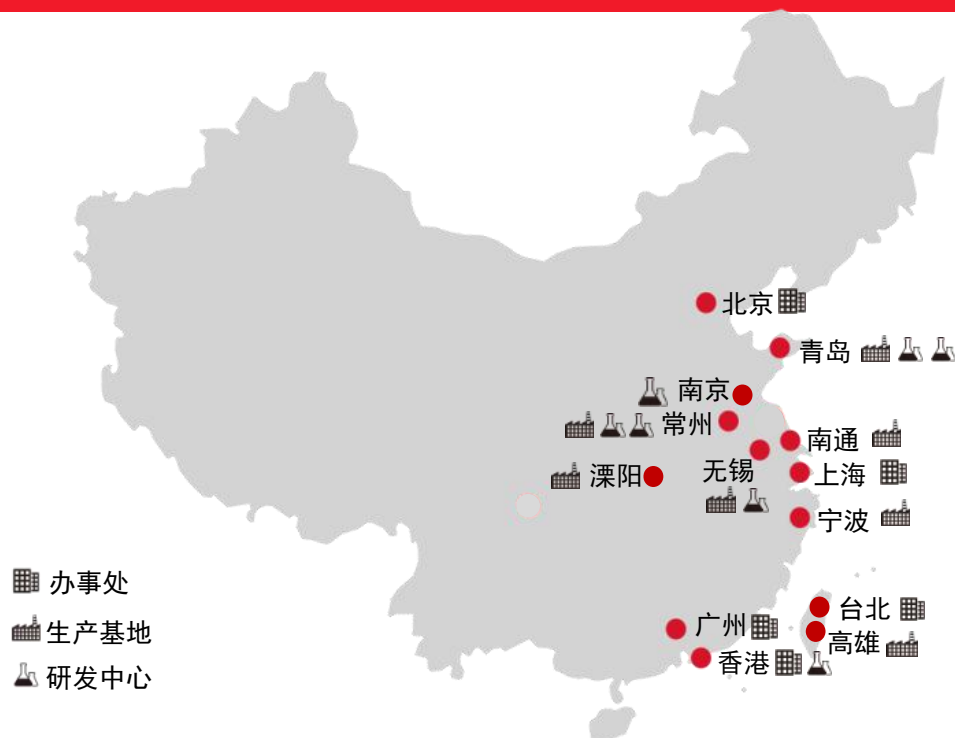 北京
青岛
南京
常州
南通
无锡
溧阳
上海
宁波
办事处
台北
广州
生产基地
高雄
香港
研发中心